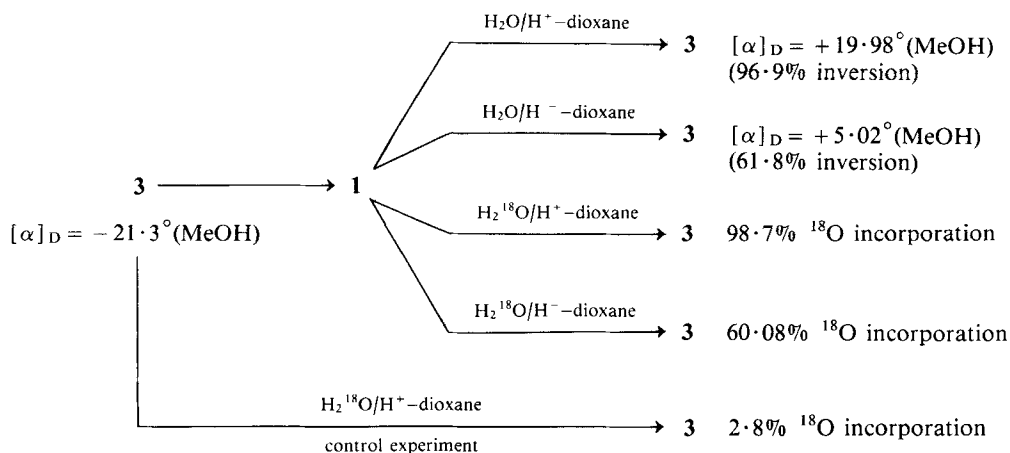 H₂O/H⁺–dioxane
3 [α]D = +19·98°(MeOH)
(96·9% inversion)
H₂O/H⁻–dioxane
3 [α]D = +5·02°(MeOH)
(61·8% inversion)
3 1
[α]D = −21·3°(MeOH)
H₂¹⁸O/H⁺–dioxane
3 98·7% ¹⁸O incorporation
H₂¹⁸O/H⁻–dioxane
3 60·08% ¹⁸O incorporation
H₂¹⁸O/H⁺–dioxane
3 2·8% ¹⁸O incorporation
control experiment